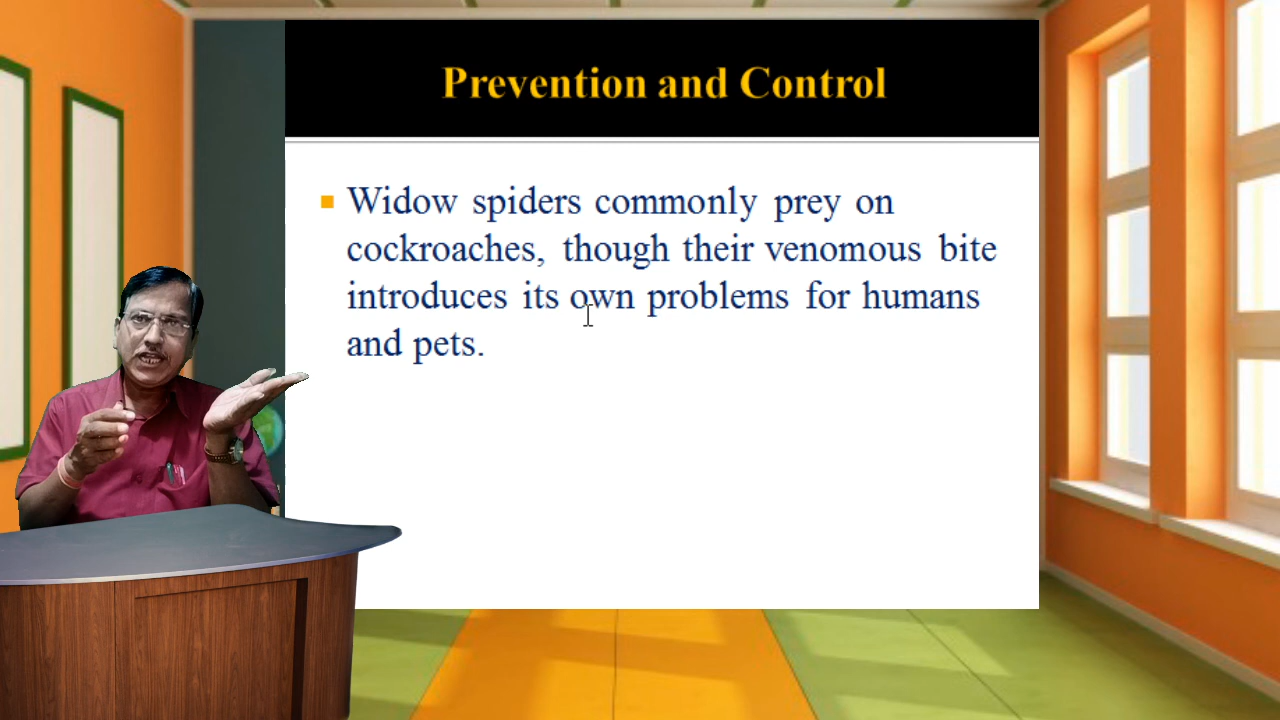 Prevention and Control
Widow spiders commonly prey on
cockroaches, though their venomous bite
introduces its own problems for humans
and pets.